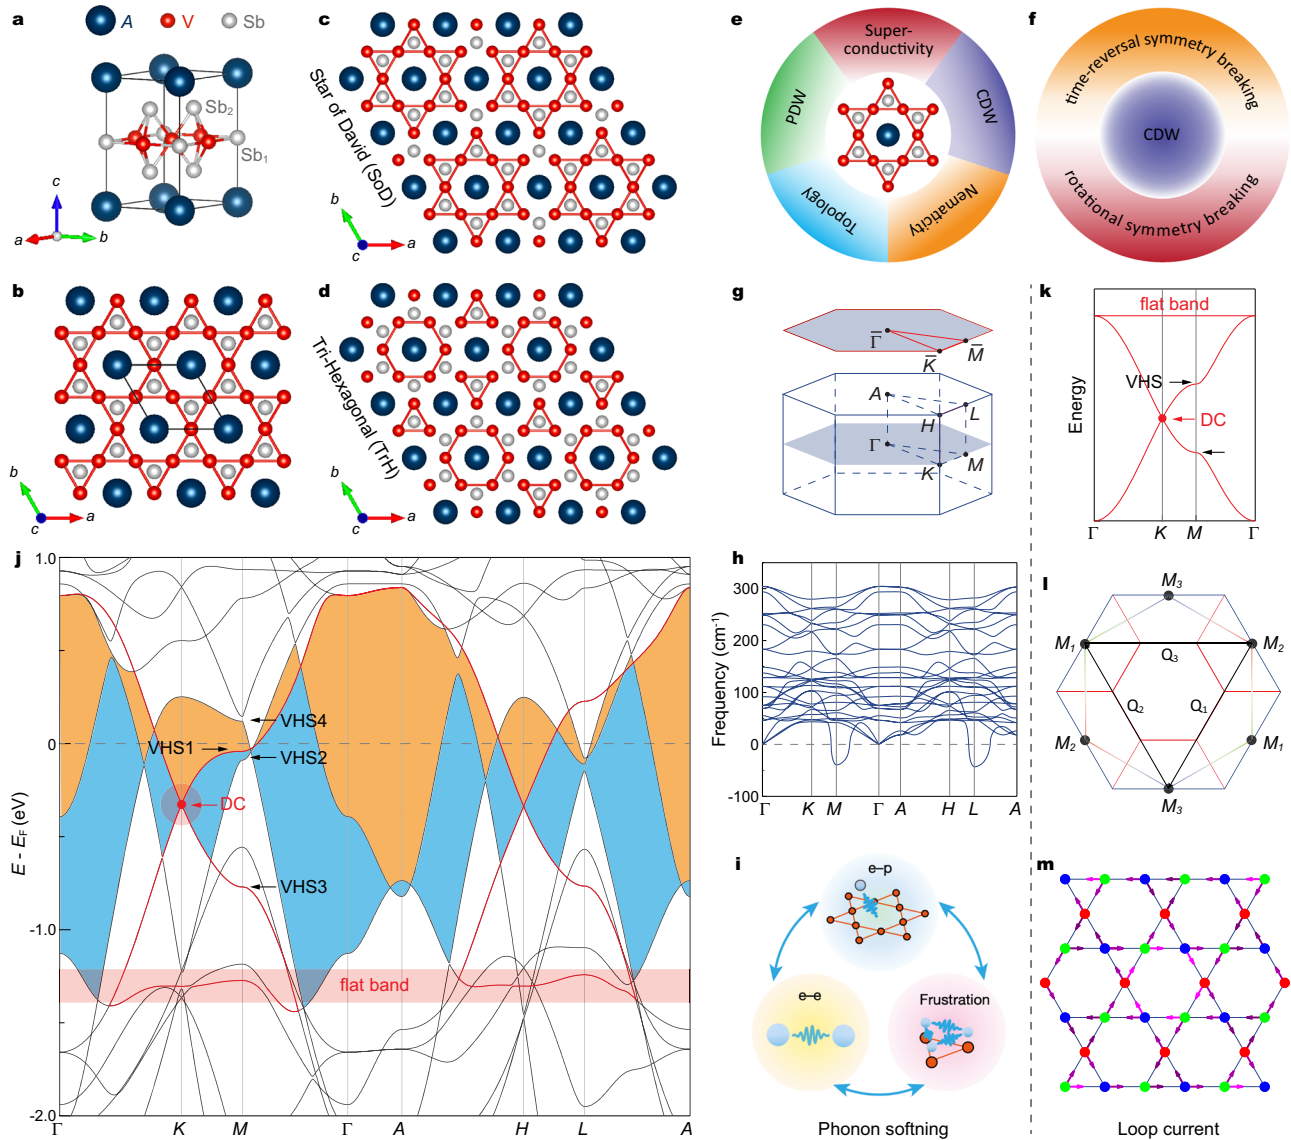 a
A
V
Sb
Sb2
Sb1
c
a
b
b
b
a
c
c
Star of David (SoD)
b
a
c
d
Tri-Hexagonal (TrH)
b
a
c
e
Super-
conductivity
CDW
Nematicity
Topology
PDW
f
time-reversal symmetry breaking
CDW
rotational symmetry breaking
g
Γ̅
M̅
K̅
A
L
H
Γ
M
K
h
Frequency (cm⁻¹)
300
200
100
0
-100
Γ
K
M
Γ
A
H
L
A
i
e–p
e–e
Frustration
Phonon softning
j
E - EF (eV)
1.0
0
-1.0
-2.0
VHS4
VHS1
VHS2
DC
VHS3
flat band
Γ
K
M
Γ
A
H
L
A
k
flat band
Energy
VHS
DC
Γ
K
M
Γ
l
M3
M1
M2
Q3
Q2
Q1
M2
M1
M3
m
Loop current